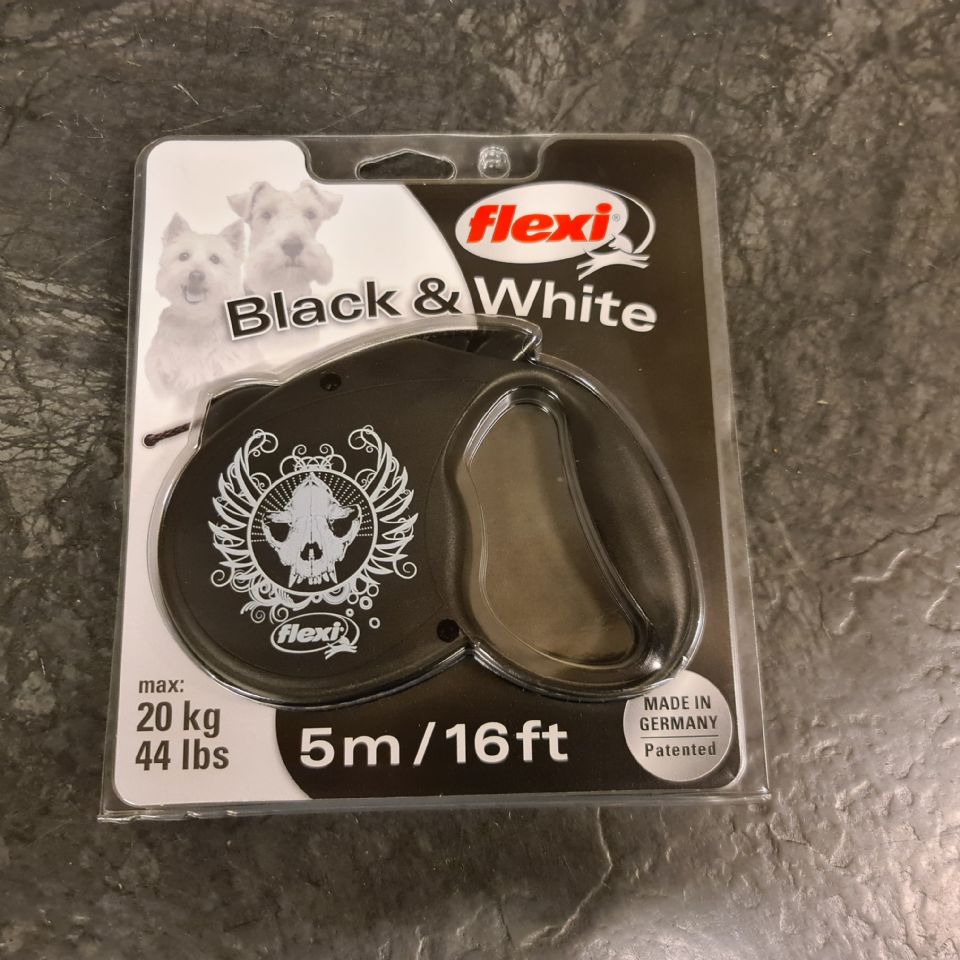 flexi®
Black & White
flexi
max:
20 kg
44 lbs
5m/16ft
MADE IN
GERMANY
Patented